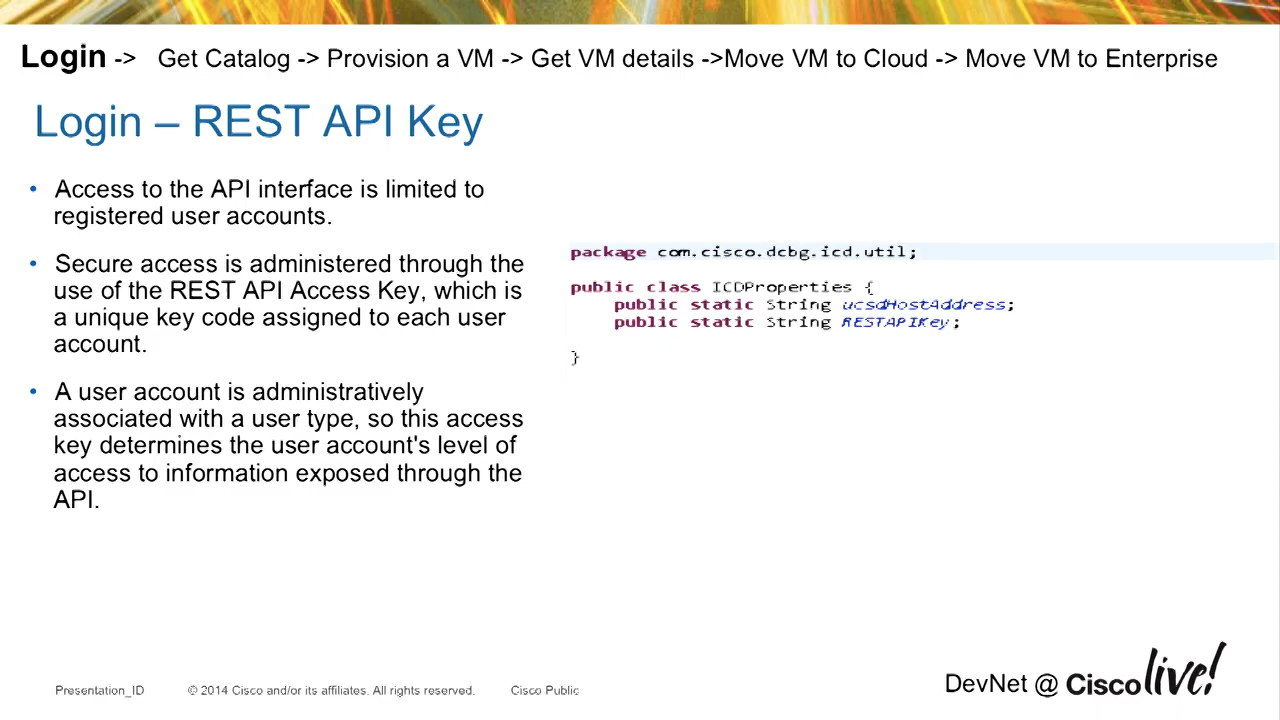 Login -> Get Catalog -> Provision a VM -> Get VM details ->Move VM to Cloud -> Move VM to Enterprise
Login – REST API Key
• Access to the API interface is limited to
registered user accounts.
• Secure access is administered through the
use of the REST API Access Key, which is
a unique key code assigned to each user
account.
• A user account is administratively
associated with a user type, so this access
key determines the user account's level of
access to information exposed through the
API.
package com.cisco.dcbg.icd.util;
public class ICDProperties {
public static String ucsdHostAddress;
public static String RESTAPIKey;
}
Presentation_ID © 2014 Cisco and/or its affiliates. All rights reserved. Cisco Public
DevNet @ Cisco live!